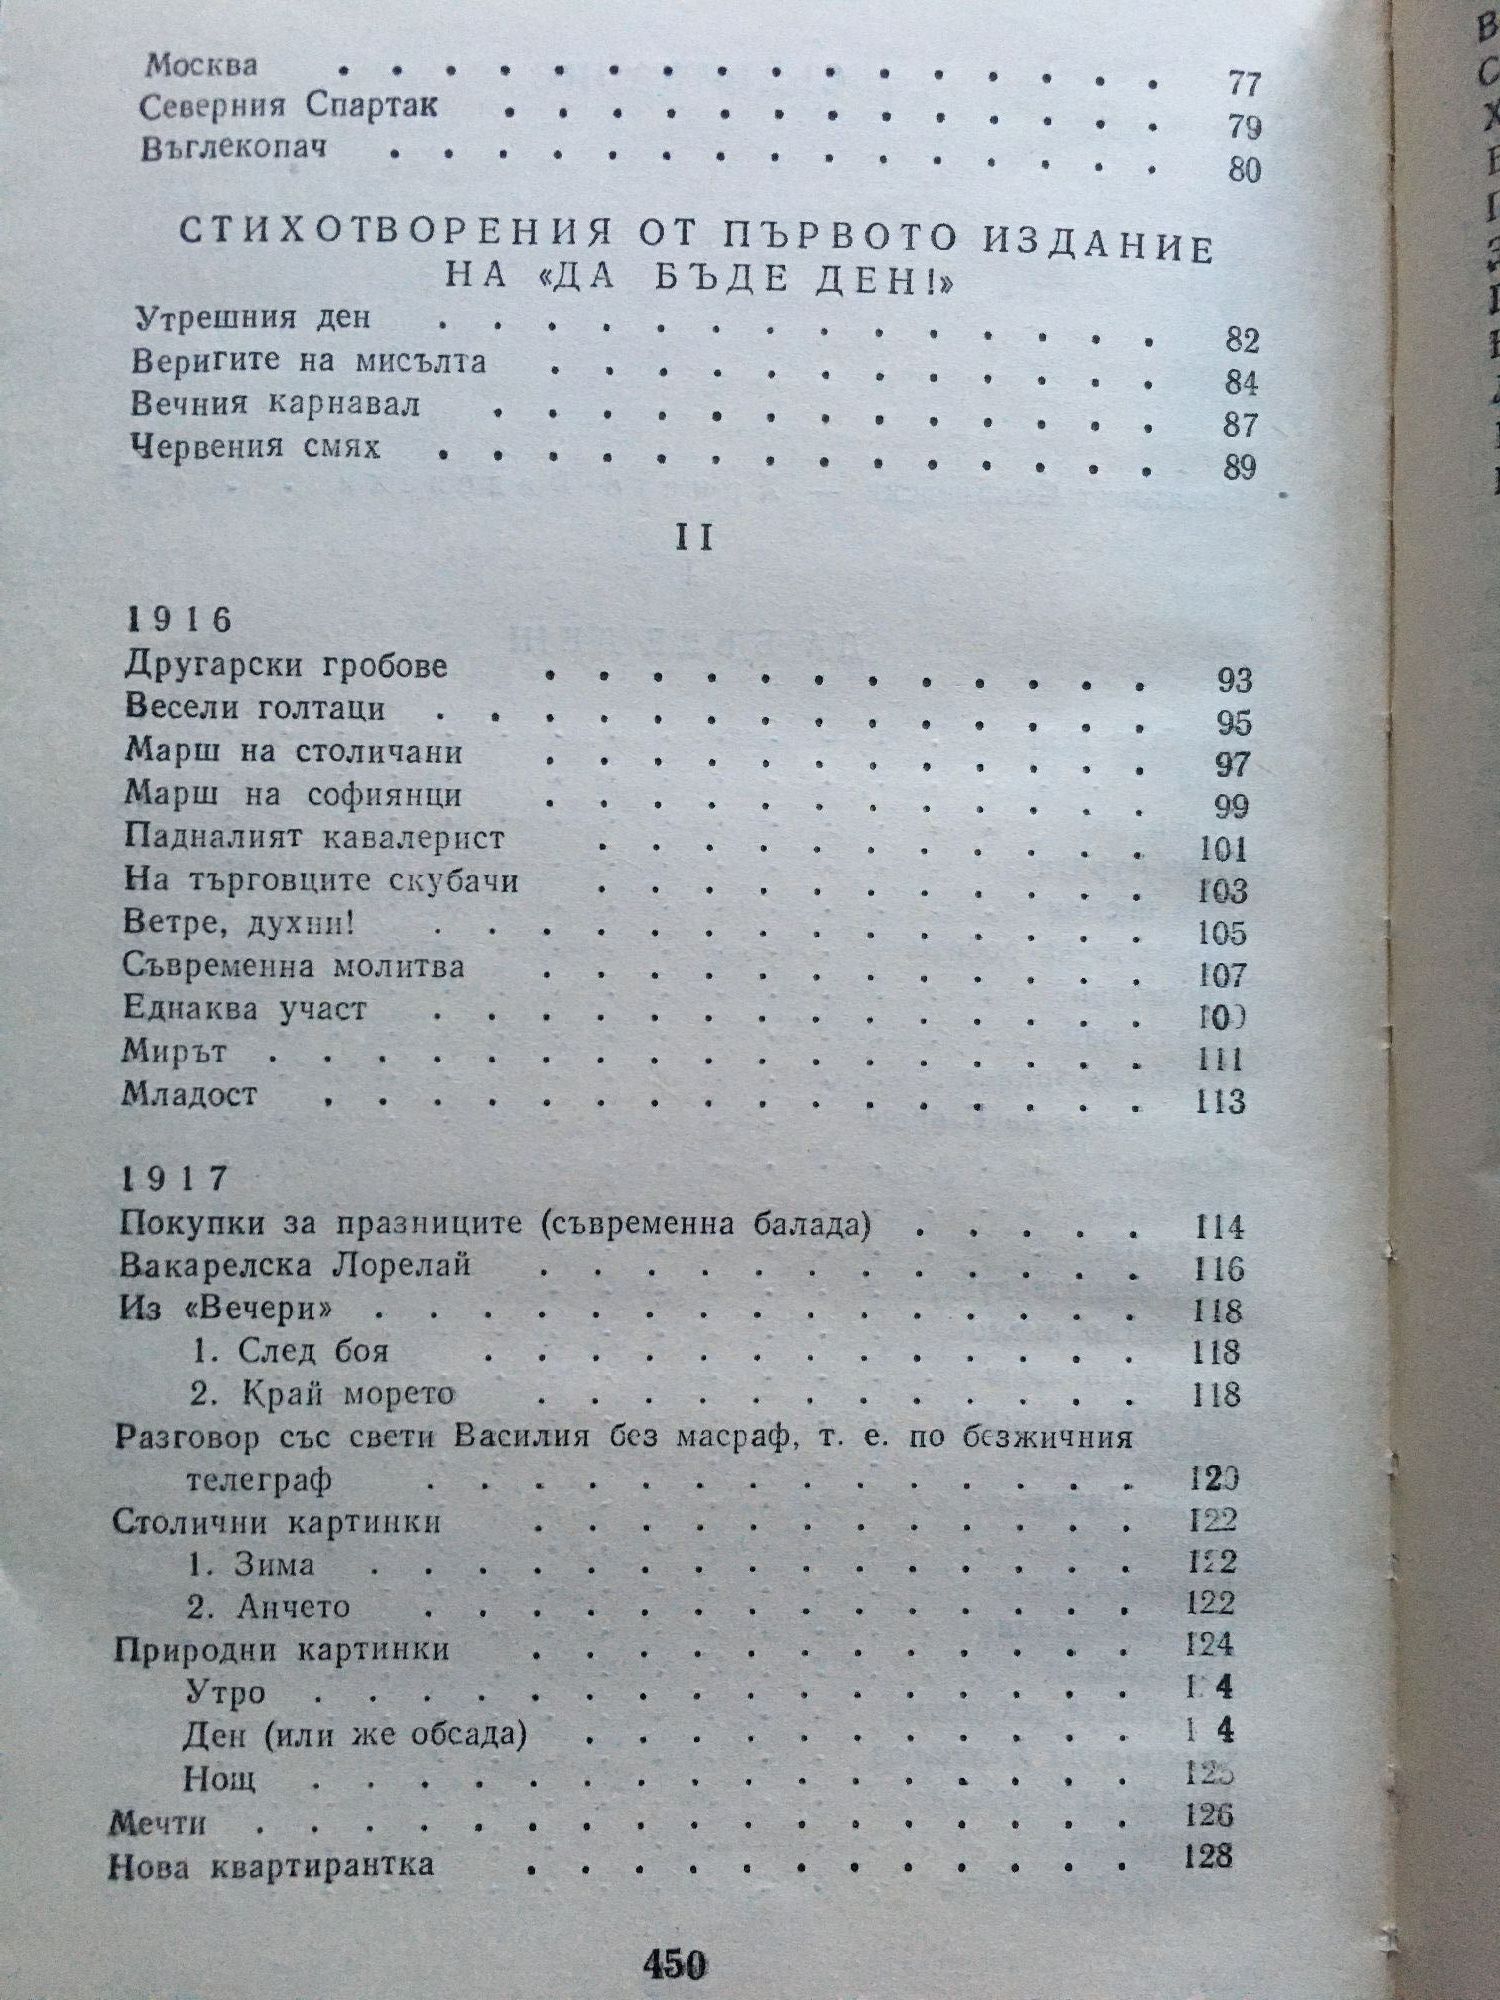 Москва . . . . . . . . . . . . . . . . 77
Северния Спартак . . . . . . . . . . . . . 79
Въглекопач . . . . . . . . . . . . . . . 80
СТИХОТВОРЕНИЯ ОТ ПЪРВОТО ИЗДАНИЕ
НА «ДА БЪДЕ ДЕН!»
Утрешния ден . . . . . . . . . . . . . . 82
Веригите на мисълта . . . . . . . . . . . . 84
Вечния карнавал . . . . . . . . . . . . . 87
Червения смях . . . . . . . . . . . . . . 89
II
1916
Другарски гробове . . . . . . . . . . . . 93
Весели голтаци . . . . . . . . . . . . . . 95
Марш на столичани . . . . . . . . . . . . 97
Марш на софиянци . . . . . . . . . . . . 99
Падналият кавалерист . . . . . . . . . . . 101
На търговците скубачи . . . . . . . . . . . 103
Ветре, духни! . . . . . . . . . . . . . . 105
Съвременна молитва . . . . . . . . . . . . 107
Еднаква участ . . . . . . . . . . . . . .
Мирът . . . . . . . . . . . . . . . . . 111
Младост . . . . . . . . . . . . . . . . 113
1917
Покупки за празниците (съвременна балада) . . . . . 114
Вакарелска Лорелай . . . . . . . . . . . . 116
Из «Вечери» . . . . . . . . . . . . . . . 118
1. След боя . . . . . . . . . . . . . 118
2. Край морето . . . . . . . . . . . . 118
Разговор със свети Василия без масраф, т. е. по безжичния
телеграф . . . . . . . . . . . . . . 120
Столични картинки . . . . . . . . . . . . 122
1. Зима . . . . . . . . . . . . . . . 122
2. Анчето . . . . . . . . . . . . . . 122
Природни картинки . . . . . . . . . . . . 124
Утро . . . . . . . . . . . . . . . .
Ден (или же обсада) . . . . . . . . . . .
Нощ . . . . . . . . . . . . . . . . 125
Мечти . . . . . . . . . . . . . . . . . 126
Нова квартирантка . . . . . . . . . . . . 128
450